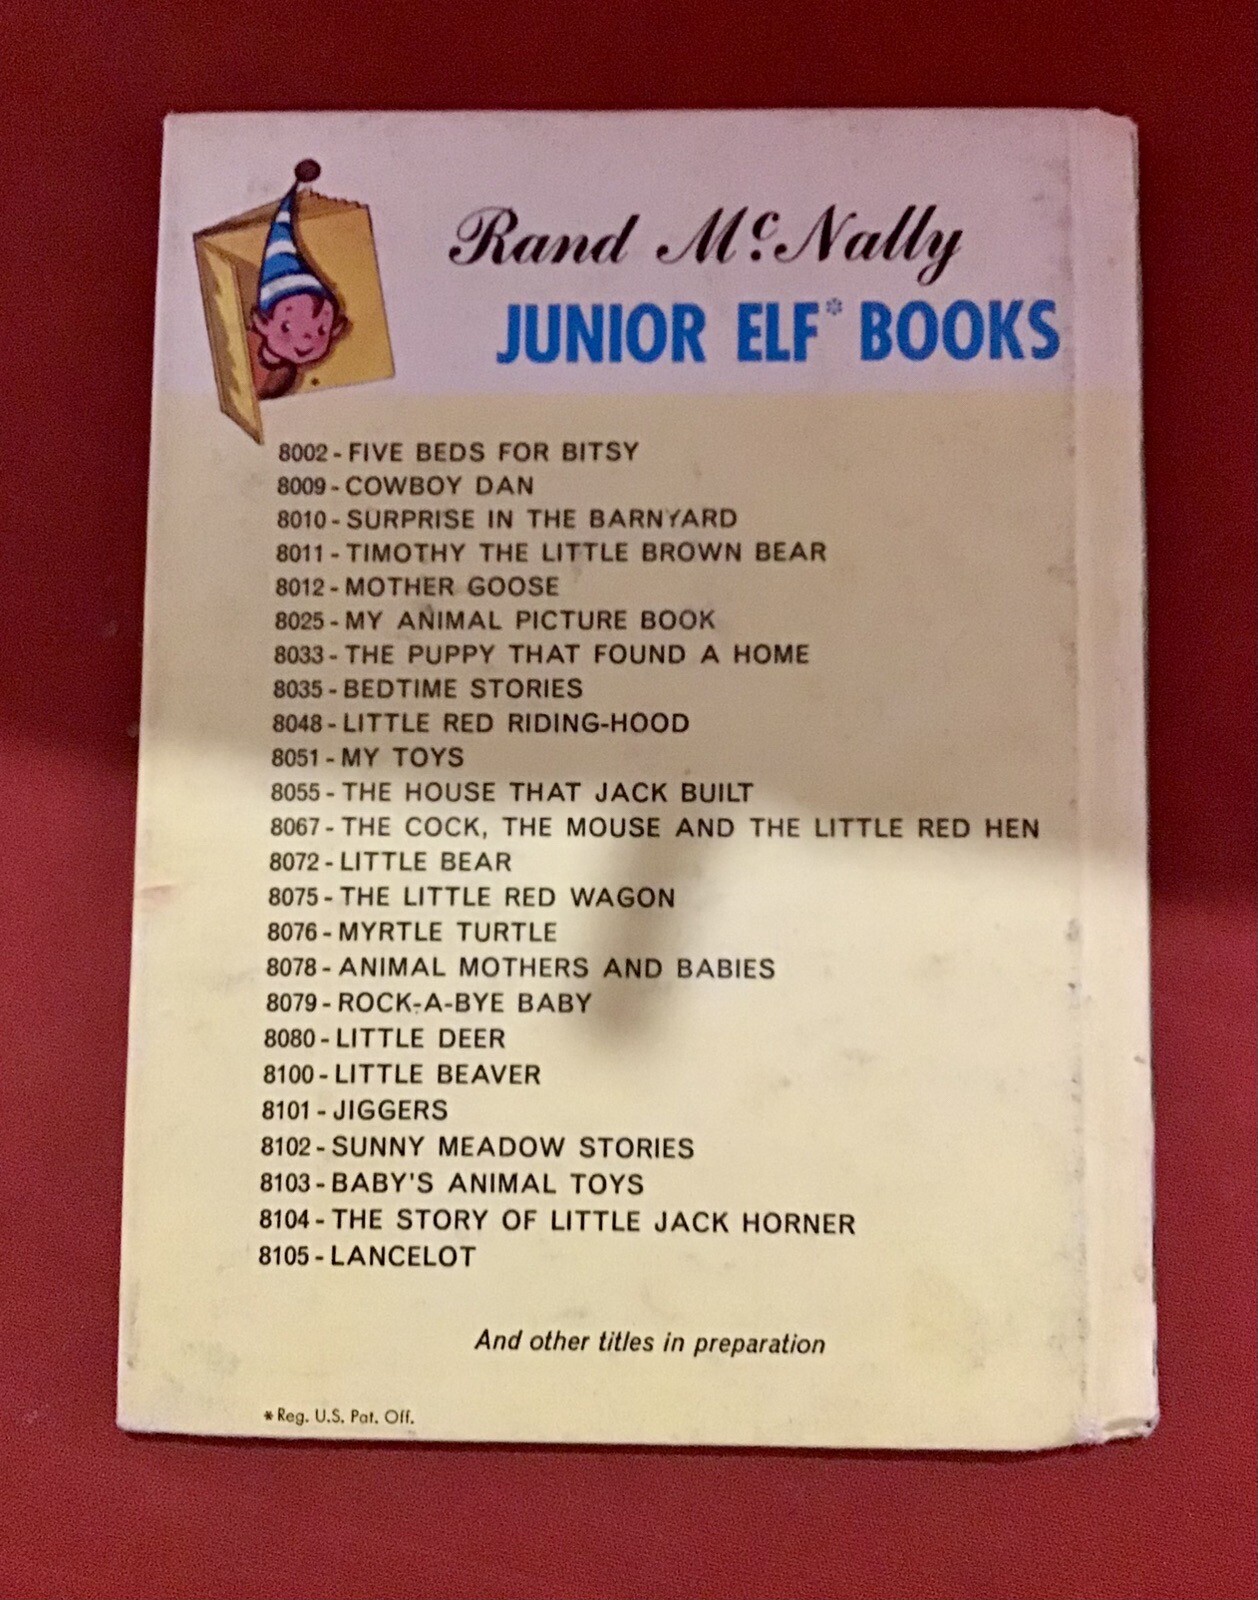 Rand McNally
JUNIOR ELF* BOOKS
8002 - FIVE BEDS FOR BITSY
8009 - COWBOY DAN
8010 - SURPRISE IN THE BARNYARD
8011 - TIMOTHY THE LITTLE BROWN BEAR
8012 - MOTHER GOOSE
8025 - MY ANIMAL PICTURE BOOK
8033 - THE PUPPY THAT FOUND A HOME
8035 - BEDTIME STORIES
8048 - LITTLE RED RIDING-HOOD
8051 - MY TOYS
8055 - THE HOUSE THAT JACK BUILT
8067 - THE COCK, THE MOUSE AND THE LITTLE RED HEN
8072 - LITTLE BEAR
8075 - THE LITTLE RED WAGON
8076 - MYRTLE TURTLE
8078 - ANIMAL MOTHERS AND BABIES
8079 - ROCK-A-BYE BABY
8080 - LITTLE DEER
8100 - LITTLE BEAVER
8101 - JIGGERS
8102 - SUNNY MEADOW STORIES
8103 - BABY'S ANIMAL TOYS
8104 - THE STORY OF LITTLE JACK HORNER
8105 - LANCELOT
And other titles in preparation
* Reg. U.S. Pat. Off.